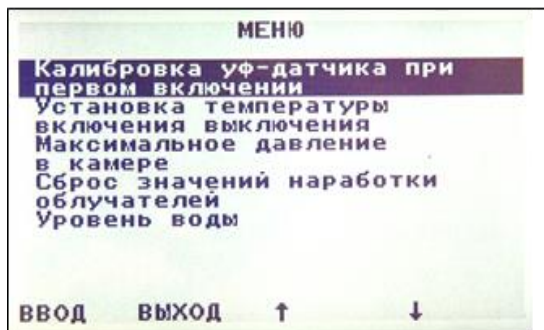 МЕНЮ
Калибровка уф-датчика при
первом включении
Установка температуры
включения выключения
Максимальное давление
в камере
Сброс значений наработки
облучателей
Уровень воды
ВВОД ВЫХОД ↑ ↓